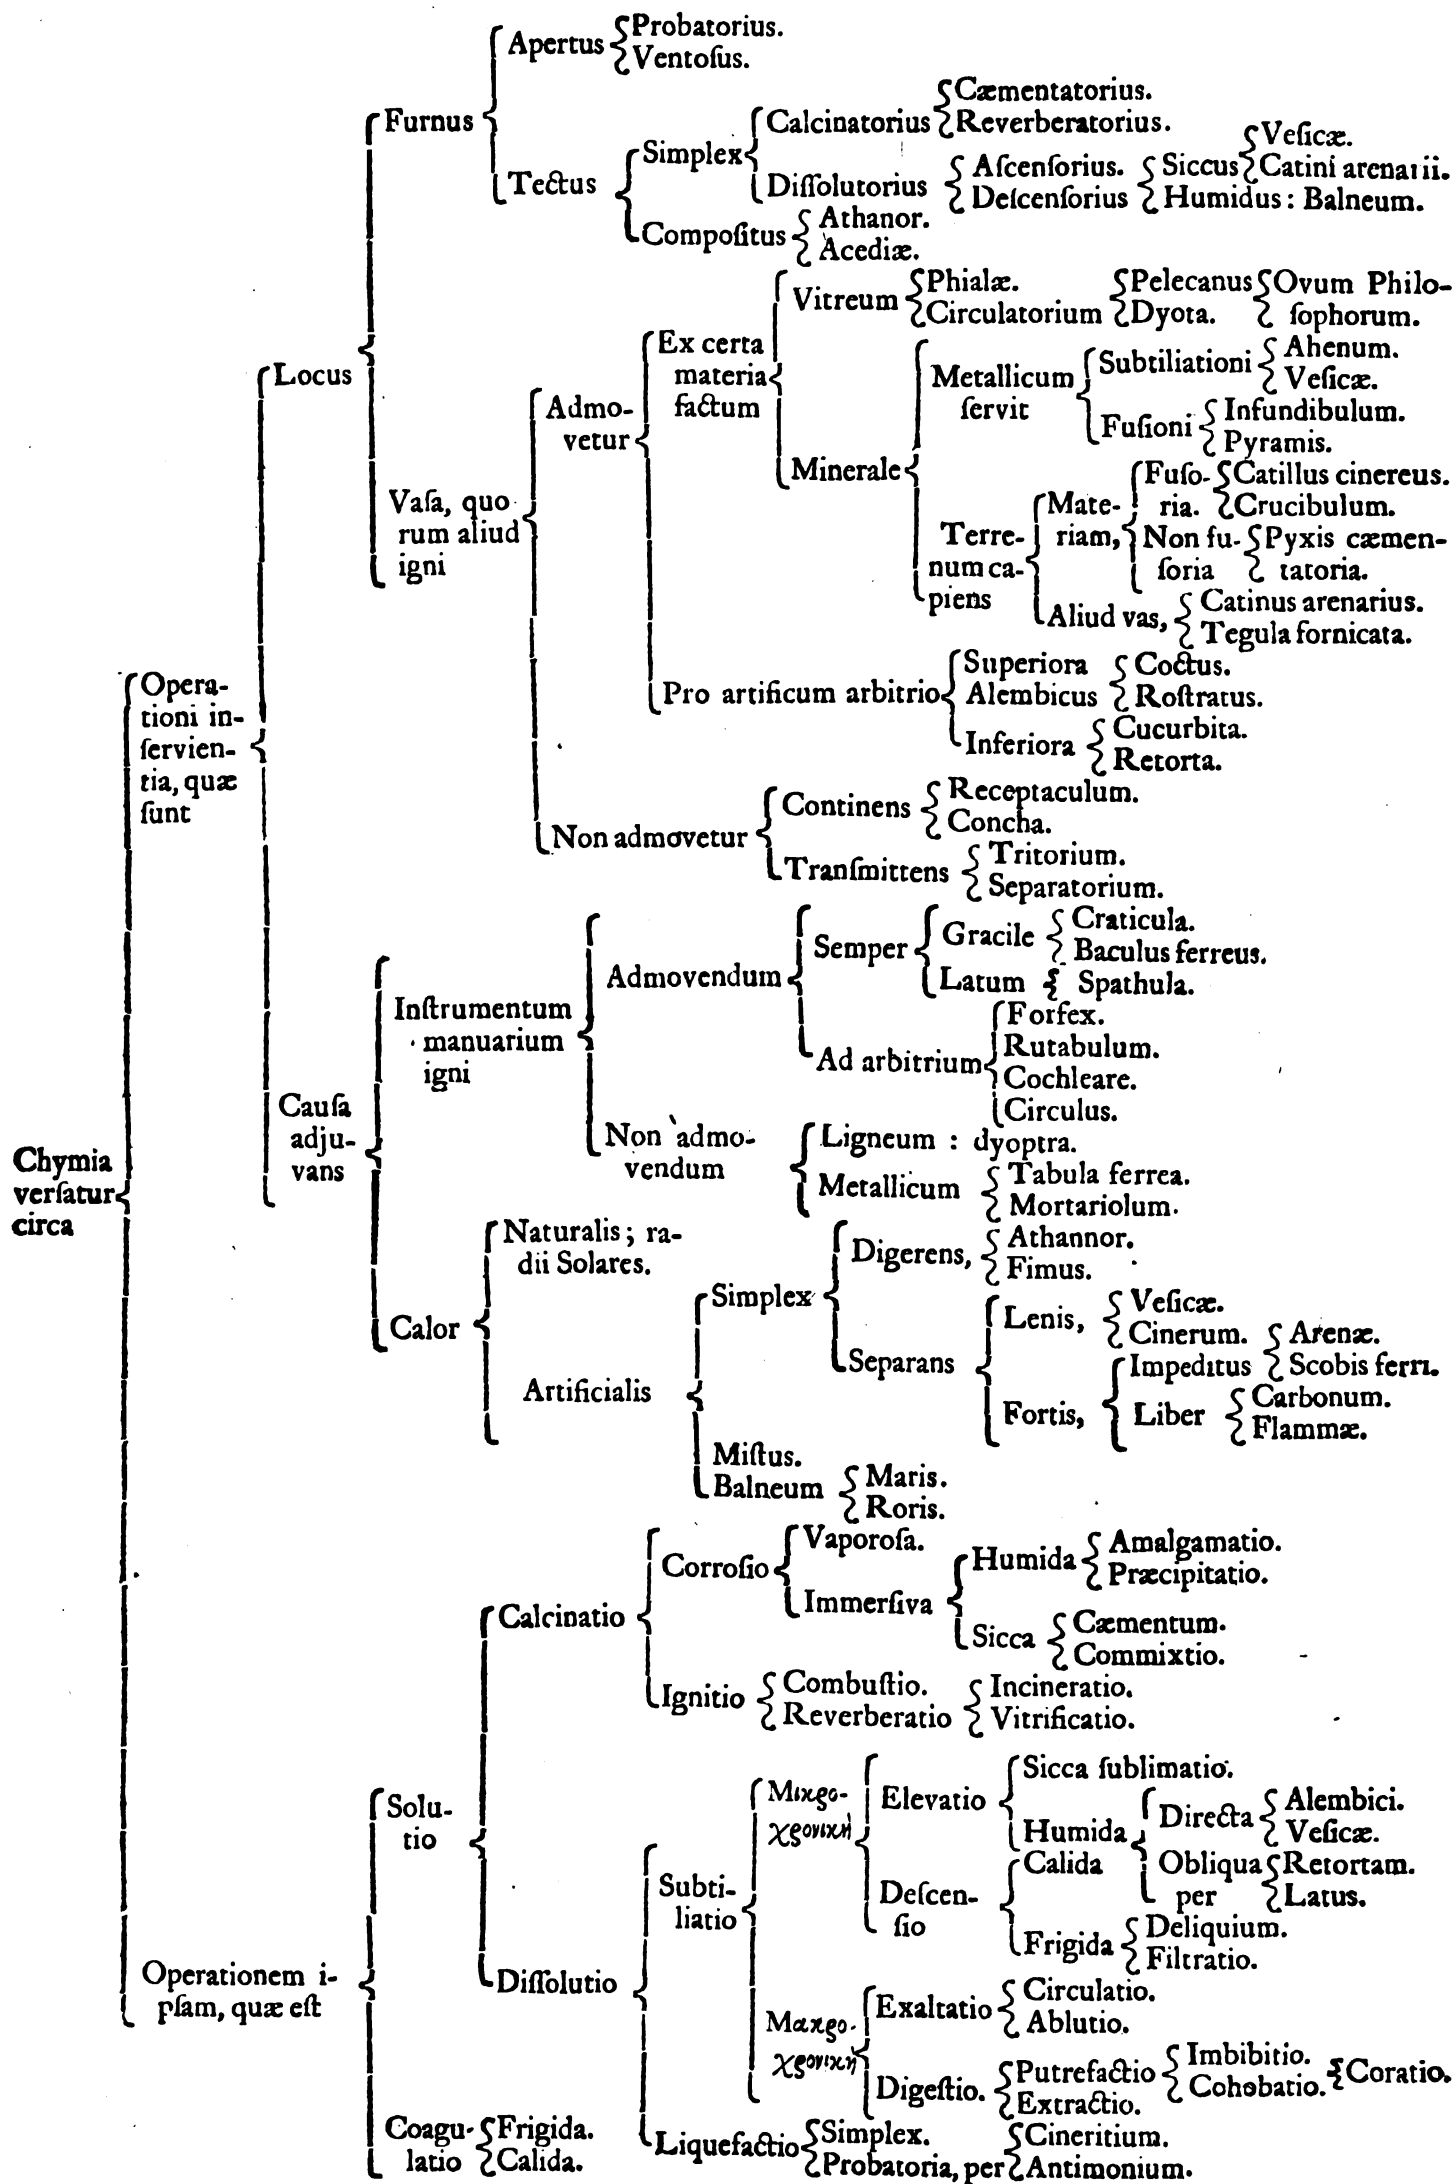 Apertus { Probatorius.
Ventoſus.
Furnus
Tectus
Simplex
Calcinatorius { Cæmentatorius.
Reverberatorius.
Diſſolutorius { Aſcenſorius.
Deſcenſorius { Siccus { Veſicæ.
Catini arenarii.
Humidus : Balneum.
Compoſitus { Athanor.
Acediæ.
Locus
Vaſa, quo
rum aliud
igni
Admo-
vetur
Ex certa
materia
factum
Vitreum { Phialæ.
Circulatorium { Pelecanus
Dyota. { Ovum Philo-
ſophorum.
Minerale
Metallicum
ſervit
Subtiliationi { Ahenum.
Veſicæ.
Fuſioni { Infundibulum.
Pyramis.
Terre-
num ca-
piens
Mate-
riam,
Fuſo-
ria. { Catillus cinereus.
Crucibulum.
Non fu-
ſoria { Pyxis cæmen-
tatoria.
Aliud vas, { Catinus arenarius.
Tegula fornicata.
Pro artificum arbitrio
Superiora
Alembicus { Coctus.
Roſtratus.
Inferiora { Cucurbita.
Retorta.
Non admovetur
Continens { Receptaculum.
Concha.
Tranſmittens { Tritorium.
Separatorium.
Opera-
tioni in-
ſervien-
tia, quæ
ſunt
Cauſa
adju-
vans
Inſtrumentum
manuarium
igni
Admovendum
Semper
Gracile { Craticula.
Baculus ferreus.
Latum { Spathula.
Ad arbitrium
Forfex.
Rutabulum.
Cochleare.
Circulus.
Non admo-
vendum
Ligneum : dyoptra.
Metallicum { Tabula ferrea.
Mortariolum.
Chymia
verſatur
circa
Calor
Naturalis ; ra-
dii Solares.
Artificialis
Simplex
Digerens, { Athannor.
Fimus.
Separans
Lenis, { Veſicæ.
Cinerum.
Fortis,
Impeditus { Arenæ.
Scobis ferri.
Liber { Carbonum.
Flammæ.
Miſtus.
Balneum { Maris.
Roris.
Operationem i-
pſam, quæ eſt
Solu-
tio
Calcinatio
Corroſio
Vaporoſa.
Immerſiva
Humida { Amalgamatio.
Præcipitatio.
Sicca { Cæmentum.
Commixtio.
Ignitio { Combuſtio.
Reverberatio { Incineratio.
Vitrificatio.
Diſſolutio
Subti-
liatio
Μικρο-
χρονικὴ
Elevatio
Sicca ſublimatio.
Humida
Directa { Alembici.
Veſicæ.
Obliqua
per { Retortam.
Latus.
Deſcen-
ſio
Calida
Frigida { Deliquium.
Filtratio.
Μακρο-
χρονικὴ
Exaltatio { Circulatio.
Ablutio.
Digeſtio. { Putrefactio { Imbibitio.
Cohobatio. { Coratio.
Extractio.
Liquefactio { Simplex.
Probatoria, per { Cineritium.
Antimonium.
Coagu-
latio { Frigida.
Calida.